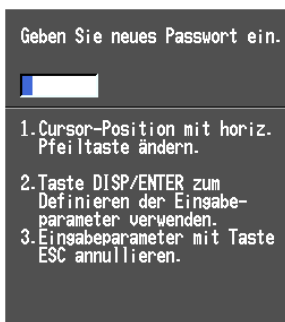 Geben Sie neues Passwort ein.
1.Cursor-Position mit horiz.
Pfeiltaste ändern.
2.Taste DISP/ENTER zum
Definieren der Eingabe-
parameter verwenden.
3.Eingabeparameter mit Taste
ESC annullieren.